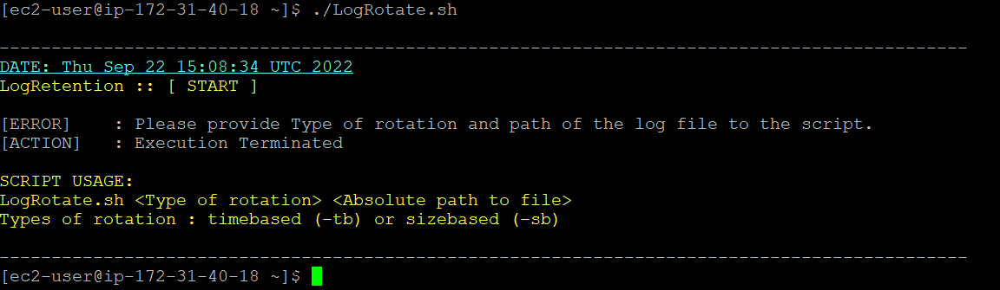 [ec2-user@ip-172-31-40-18 ~]$ ./LogRotate.sh
---------------------------------------------------------------------------------------------
DATE: Thu Sep 22 15:08:34 UTC 2022
LogRetention :: [ START ]
[ERROR]    : Please provide Type of rotation and path of the log file to the script.
[ACTION]   : Execution Terminated
SCRIPT USAGE:
LogRotate.sh <Type of rotation> <Absolute path to file>
Types of rotation : timebased (-tb) or sizebased (-sb)
---------------------------------------------------------------------------------------------
[ec2-user@ip-172-31-40-18 ~]$